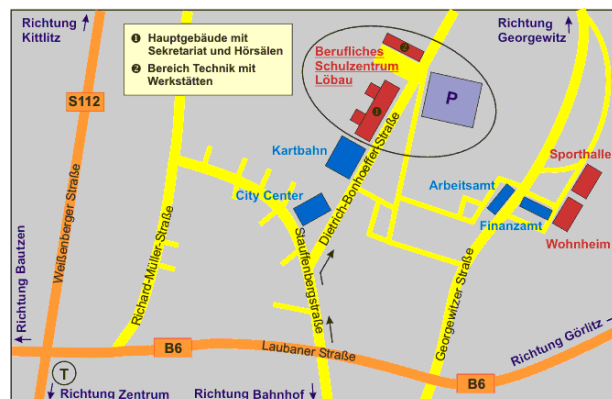 Richtung
Kittlitz
❶ Hauptgebäude mit
Sekretariat und Hörsälen
❷ Bereich Technik mit
Werkstätten
Berufliches
Schulzentrum
Löbau
❷
Richtung
Georgewitz
S112
P
❶
Kartbahn
Dietrich-Bonhoeffer-Straße
Sporthalle
Arbeitsamt
City Center
Finanzamt
Wohnheim
Weißenberger Straße
Richard-Müller-Straße
Stauffenbergstraße
Georgewitzer Straße
Richtung Bautzen
B6
Laubaner Straße
Richtung Görlitz
B6
T
Richtung Zentrum
Richtung Bahnhof